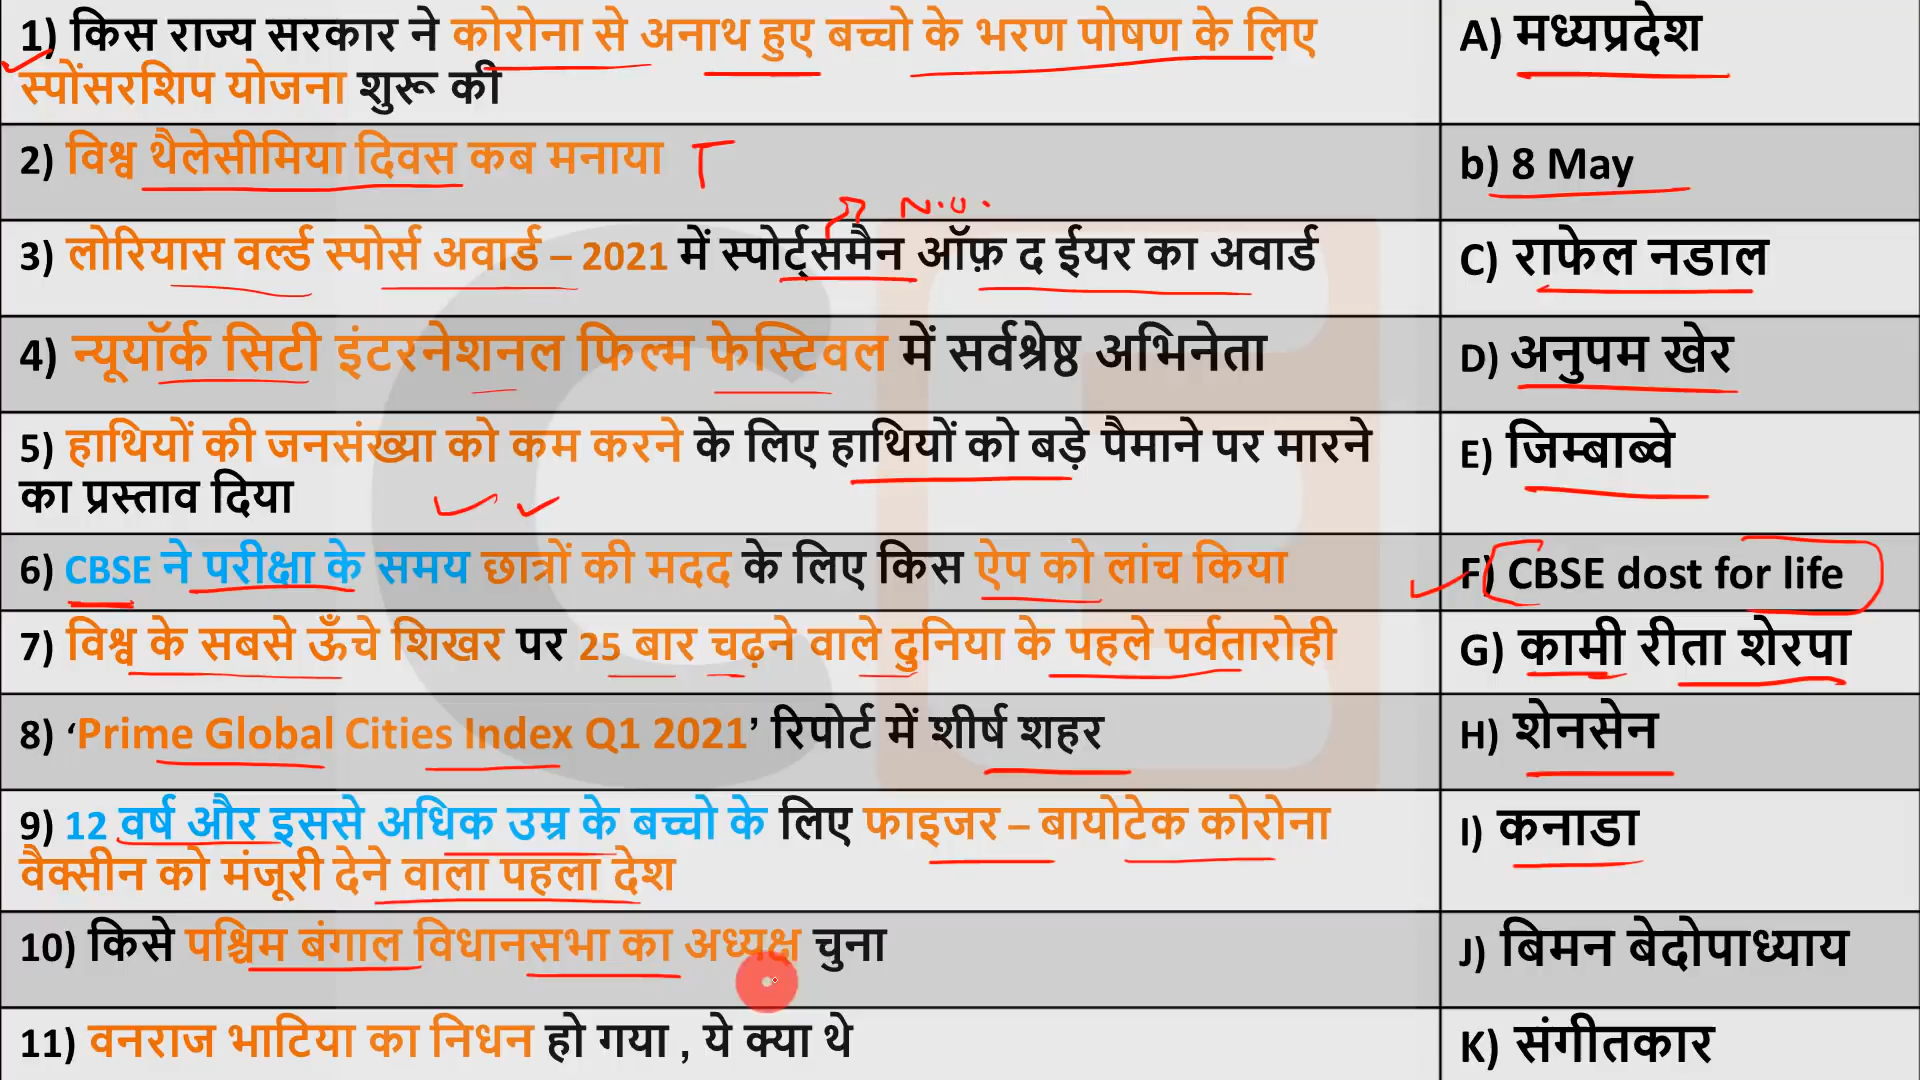 1) किस राज्य सरकार ने कोरोना से अनाथ हुए बच्चो के भरण पोषण के लिए
स्पोंसरशिप योजना शुरू की
A) मध्यप्रदेश
2) विश्व थैलेसीमिया दिवस कब मनाया T
b) 8 May
N.U.
3) लोरियास वर्ल्ड स्पोर्स अवार्ड – 2021 में स्पोर्ट्समैन ऑफ़ द ईयर का अवार्ड
C) राफेल नडाल
4) न्यूयॉर्क सिटी इंटरनेशनल फिल्म फेस्टिवल में सर्वश्रेष्ठ अभिनेता
D) अनुपम खेर
5) हाथियों की जनसंख्या को कम करने के लिए हाथियों को बड़े पैमाने पर मारने
का प्रस्ताव दिया
E) जिम्बाब्वे
6) CBSE ने परीक्षा के समय छात्रों की मदद के लिए किस ऐप को लांच किया
F) CBSE dost for life
7) विश्व के सबसे ऊँचे शिखर पर 25 बार चढ़ने वाले दुनिया के पहले पर्वतारोही
G) कामी रीता शेरपा
8) ‘Prime Global Cities Index Q1 2021’ रिपोर्ट में शीर्ष शहर
H) शेनसेन
9) 12 वर्ष और इससे अधिक उम्र के बच्चो के लिए फाइजर – बायोटेक कोरोना
वैक्सीन को मंजूरी देने वाला पहला देश
I) कनाडा
10) किसे पश्चिम बंगाल विधानसभा का अध्यक्ष चुना
J) बिमन बेदोपाध्याय
11) वनराज भाटिया का निधन हो गया , ये क्या थे
K) संगीतकार